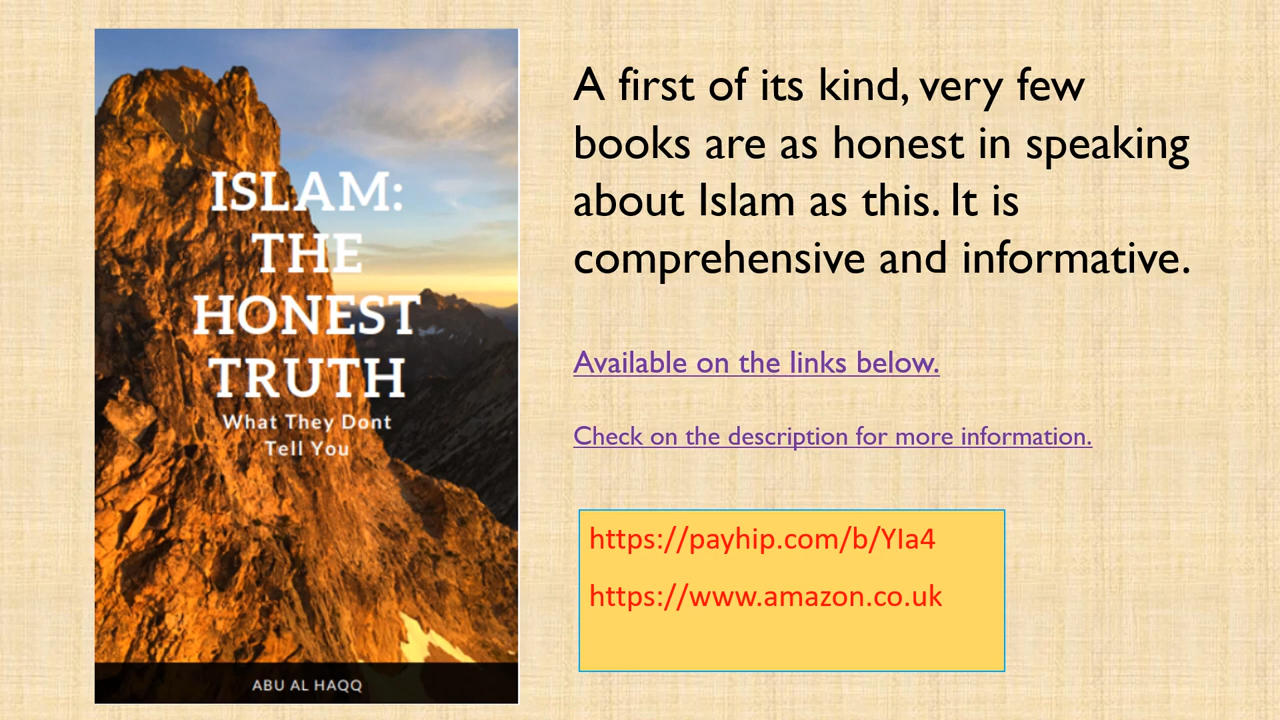 ISLAM:
THE
HONEST
TRUTH
What They Dont
Tell You
ABU AL HAQQ
A first of its kind, very few
books are as honest in speaking
about Islam as this. It is
comprehensive and informative.
Available on the links below.
Check on the description for more information.
https://payhip.com/b/YIa4
https://www.amazon.co.uk